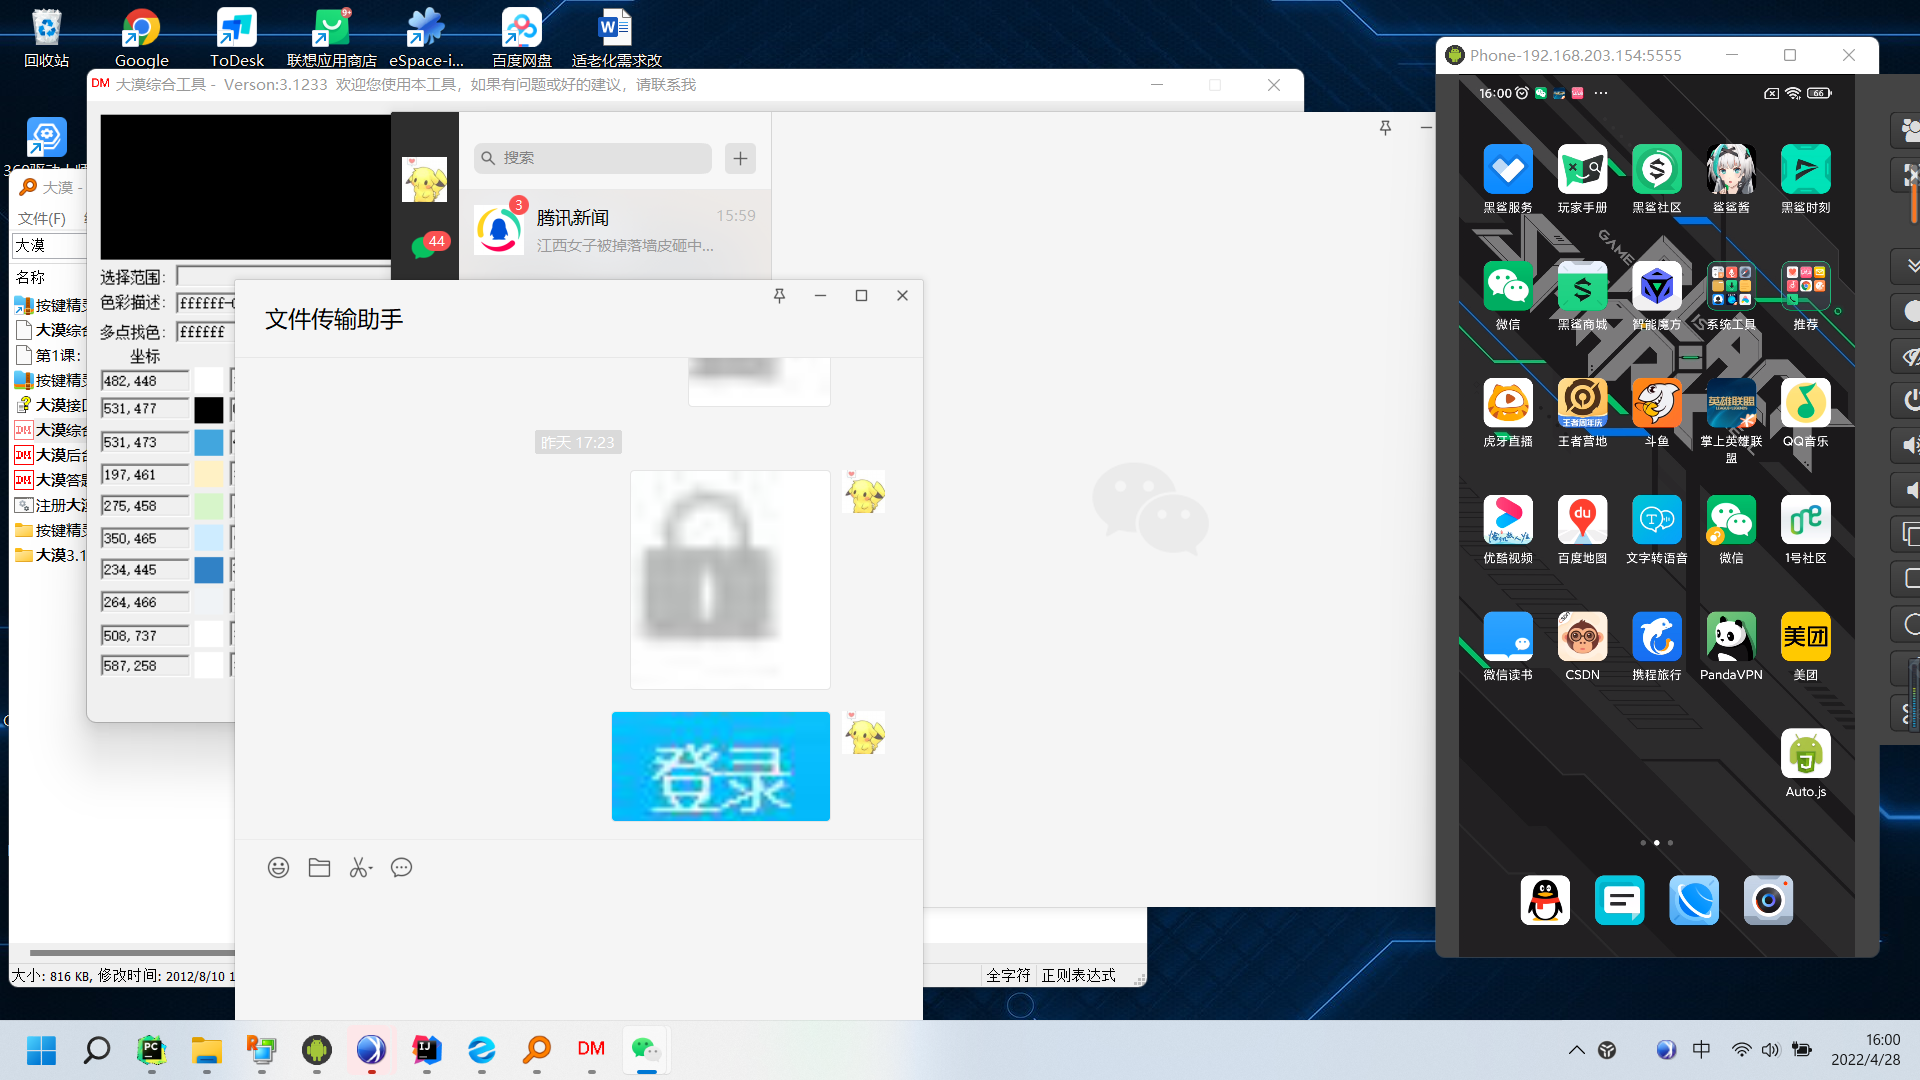 回收站
Google
ToDesk
联想应用商店
eSpace-i...
百度网盘
适老化需求改
9+
DM 大漠综合工具 - Verson:3.1233 欢迎您使用本工具，如果有问题或好的建议，请联系我
大漠 -
文件(F)
大漠
名称
大漠综合
第1课:
大漠接口
大漠综合
大漠后台
大漠答题
注册大漠
大漠3.1
选择范围:
色彩描述: ffffff-0
多点找色: ffffff
坐标
482,448
531,477
531,473
197,461
275,458
350,465
234,445
264,466
508,737
587,258
大小: 816 KB, 修改时间: 2012/8/10 1
全字符
正则表达式
44
搜索
3
腾讯新闻
15:59
江西女子被掉落墙皮砸中...
文件传输助手
昨天 17:23
登录
Phone-192.168.203.154:5555
16:00
66
黑鲨服务
玩家手册
黑鲨社区
鲨鲨酱
黑鲨时刻
微信
黑鲨商城
智能魔方
系统工具
推荐
GAME
IS
虎牙直播
王者营地
斗鱼
掌上英雄联盟
QQ音乐
优酷视频
百度地图
文字转语音
微信
1号社区
微信读书
CSDN
携程旅行
PandaVPN
美团
美团
Auto.js
PC
IJ
DM
中
16:00
2022/4/28